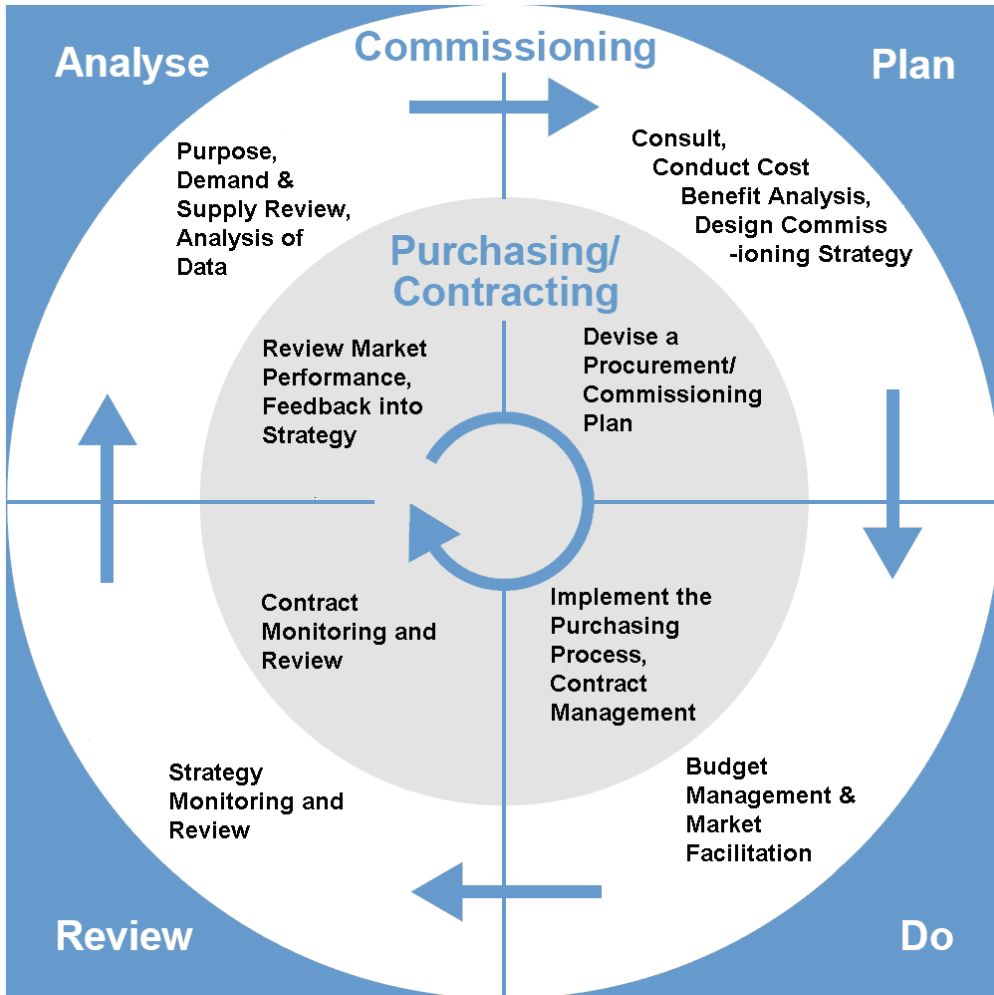 Analyse
Commissioning
Plan
Purpose,
Demand &
Supply Review,
Analysis of
Data
Consult,
Conduct Cost
Benefit Analysis,
Design Commiss
-ioning Strategy
Purchasing/
Contracting
Review Market
Performance,
Feedback into
Strategy
Devise a
Procurement/
Commissioning
Plan
Contract
Monitoring and
Review
Implement the
Purchasing
Process,
Contract
Management
Strategy
Monitoring and
Review
Budget
Management &
Market
Facilitation
Review
Do